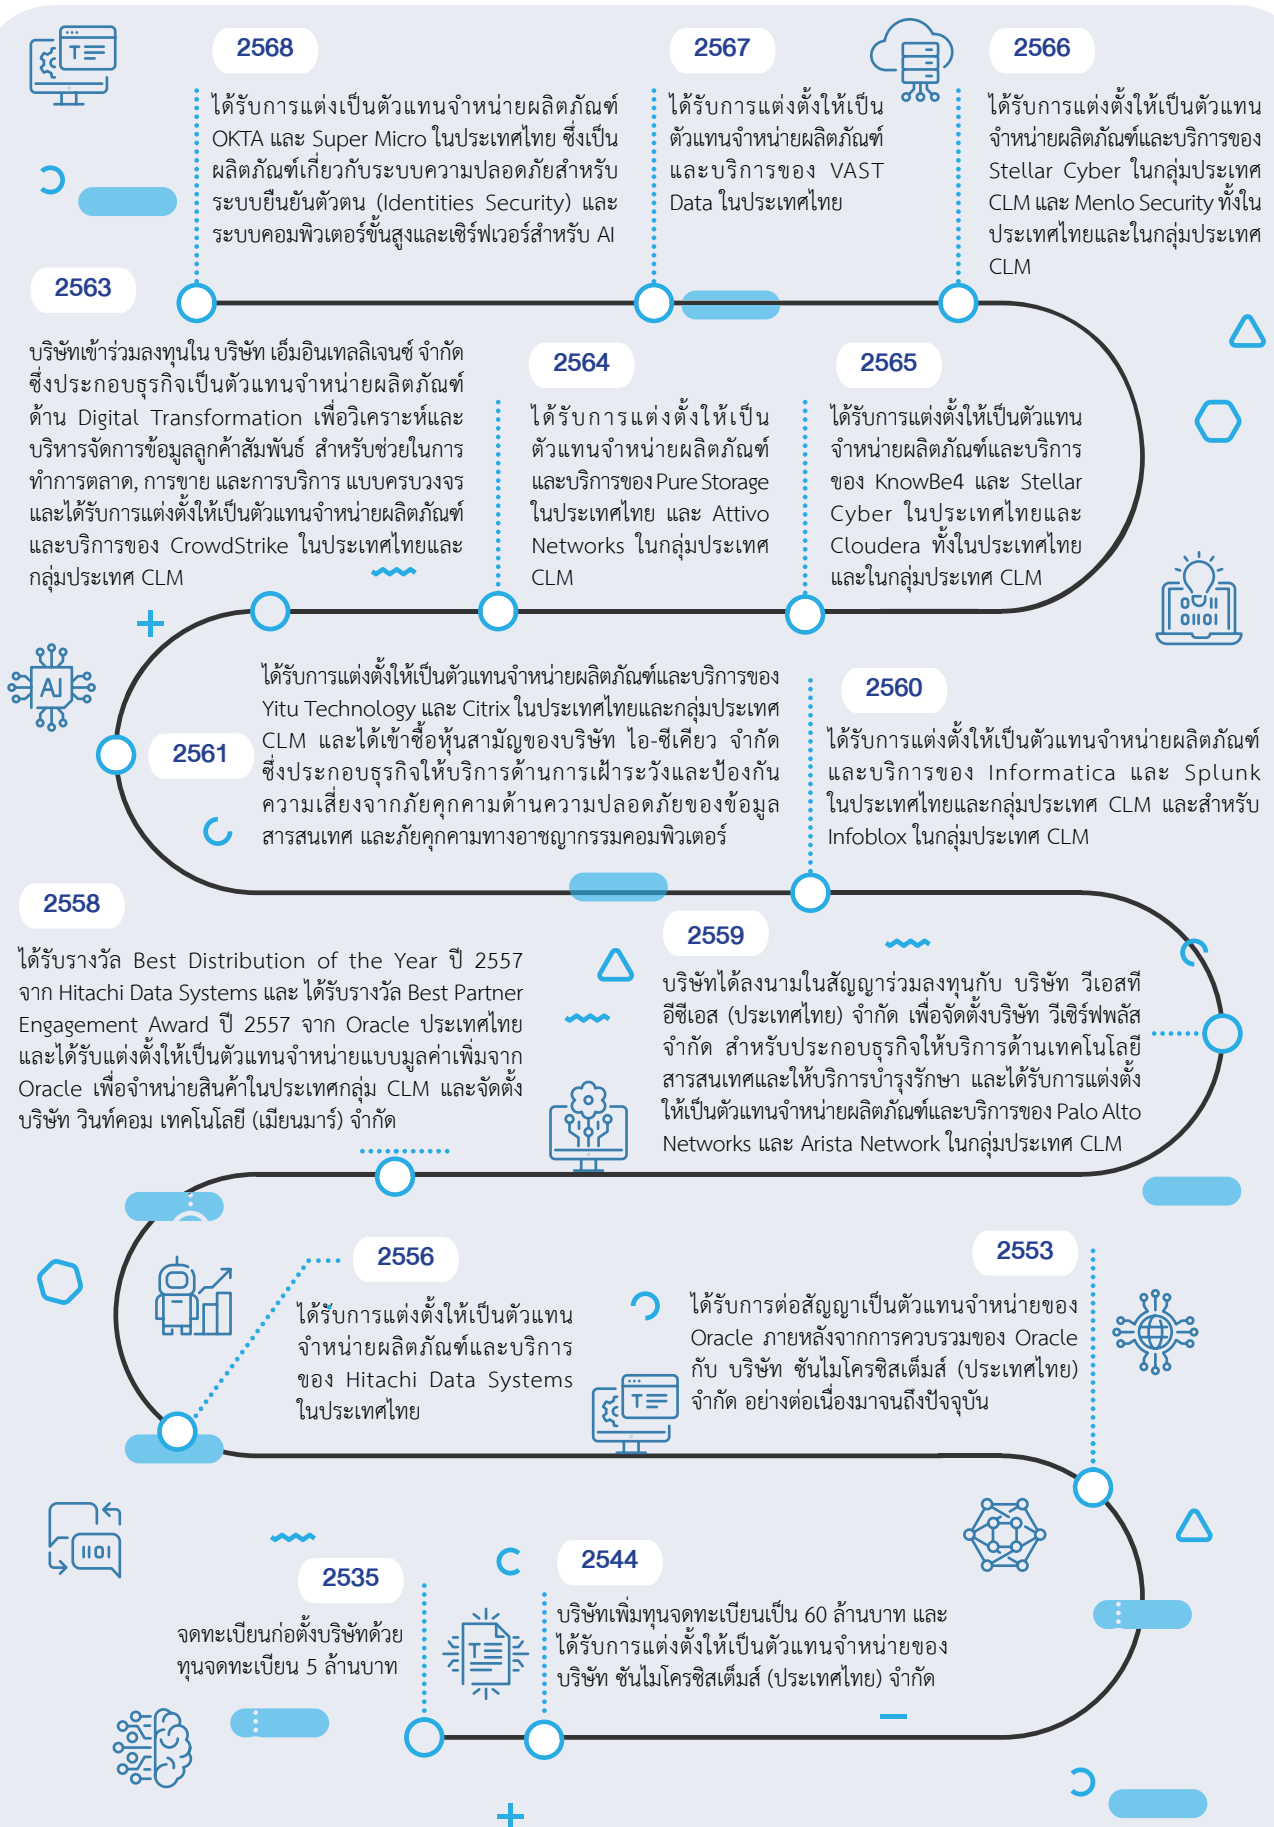 2568
ได้รับการแต่งเป็นตัวแทนจำหน่ายผลิตภัณฑ์
OKTA และ Super Micro ในประเทศไทย ซึ่งเป็น
ผลิตภัณฑ์เกี่ยวกับระบบความปลอดภัยสำหรับ
ระบบยืนยันตัวตน (Identities Security) และ
ระบบคอมพิวเตอร์ขั้นสูงและเซิร์ฟเวอร์สำหรับ AI
2567
ได้รับการแต่งตั้งให้เป็น
ตัวแทนจำหน่ายผลิตภัณฑ์
และบริการของ VAST
Data ในประเทศไทย
2566
ได้รับการแต่งตั้งให้เป็นตัวแทน
จำหน่ายผลิตภัณฑ์และบริการของ
Stellar Cyber ในกลุ่มประเทศ
CLM และ Menlo Security ทั้งใน
ประเทศไทยและในกลุ่มประเทศ
CLM
2563
บริษัทเข้าร่วมลงทุนใน บริษัท เอ็มอินเทลลิเจนซ์ จำกัด
ซึ่งประกอบธุรกิจเป็นตัวแทนจำหน่ายผลิตภัณฑ์
ด้าน Digital Transformation เพื่อวิเคราะห์และ
บริหารจัดการข้อมูลลูกค้าสัมพันธ์ สำหรับช่วยในการ
ทำการตลาด, การขาย และการบริการ แบบครบวงจร
และได้รับการแต่งตั้งให้เป็นตัวแทนจำหน่ายผลิตภัณฑ์
และบริการของ CrowdStrike ในประเทศไทยและ
กลุ่มประเทศ CLM
2564
ได้รับการแต่งตั้งให้เป็น
ตัวแทนจำหน่ายผลิตภัณฑ์
และบริการของ Pure Storage
ในประเทศไทย และ Attivo
Networks ในกลุ่มประเทศ
CLM
2565
ได้รับการแต่งตั้งให้เป็นตัวแทน
จำหน่ายผลิตภัณฑ์และบริการ
ของ KnowBe4 และ Stellar
Cyber ในประเทศไทยและ
Cloudera ทั้งในประเทศไทย
และในกลุ่มประเทศ CLM
AI
2561
ได้รับการแต่งตั้งให้เป็นตัวแทนจำหน่ายผลิตภัณฑ์และบริการของ
Yitu Technology และ Citrix ในประเทศไทยและกลุ่มประเทศ
CLM และได้เข้าซื้อหุ้นสามัญของบริษัท ไอ-ซีเคียว จำกัด
ซึ่งประกอบธุรกิจให้บริการด้านการเฝ้าระวังและป้องกัน
ความเสี่ยงจากภัยคุกคามด้านความปลอดภัยของข้อมูล
สารสนเทศ และภัยคุกคามทางอาชญากรรมคอมพิวเตอร์
2560
ได้รับการแต่งตั้งให้เป็นตัวแทนจำหน่ายผลิตภัณฑ์
และบริการของ Informatica และ Splunk
ในประเทศไทยและกลุ่มประเทศ CLM และสำหรับ
Infoblox ในกลุ่มประเทศ CLM
2558
ได้รับรางวัล Best Distribution of the Year ปี 2557
จาก Hitachi Data Systems และ ได้รับรางวัล Best Partner
Engagement Award ปี 2557 จาก Oracle ประเทศไทย
และได้รับแต่งตั้งให้เป็นตัวแทนจำหน่ายแบบมูลค่าเพิ่มจาก
Oracle เพื่อจำหน่ายสินค้าในประเทศกลุ่ม CLM และจัดตั้ง
บริษัท วินท์คอม เทคโนโลยี (เมียนมาร์) จำกัด
2559
บริษัทได้ลงนามในสัญญาร่วมลงทุนกับ บริษัท วีเอสที
อีซีเอส (ประเทศไทย) จำกัด เพื่อจัดตั้งบริษัท วีเซิร์ฟพลัส
จำกัด สำหรับประกอบธุรกิจให้บริการด้านเทคโนโลยี
สารสนเทศและให้บริการบำรุงรักษา และได้รับการแต่งตั้ง
ให้เป็นตัวแทนจำหน่ายผลิตภัณฑ์และบริการของ Palo Alto
Networks และ Arista Network ในกลุ่มประเทศ CLM
2556
ได้รับการแต่งตั้งให้เป็นตัวแทน
จำหน่ายผลิตภัณฑ์และบริการ
ของ Hitachi Data Systems
ในประเทศไทย
2553
ได้รับการต่อสัญญาเป็นตัวแทนจำหน่ายของ
Oracle ภายหลังจากการควบรวมของ Oracle
กับ บริษัท ซันไมโครซิสเต็มส์ (ประเทศไทย)
จำกัด อย่างต่อเนื่องมาจนถึงปัจจุบัน
2535
จดทะเบียนก่อตั้งบริษัทด้วย
ทุนจดทะเบียน 5 ล้านบาท
2544
บริษัทเพิ่มทุนจดทะเบียนเป็น 60 ล้านบาท และ
ได้รับการแต่งตั้งให้เป็นตัวแทนจำหน่ายของ
บริษัท ซันไมโครซิสเต็มส์ (ประเทศไทย) จำกัด